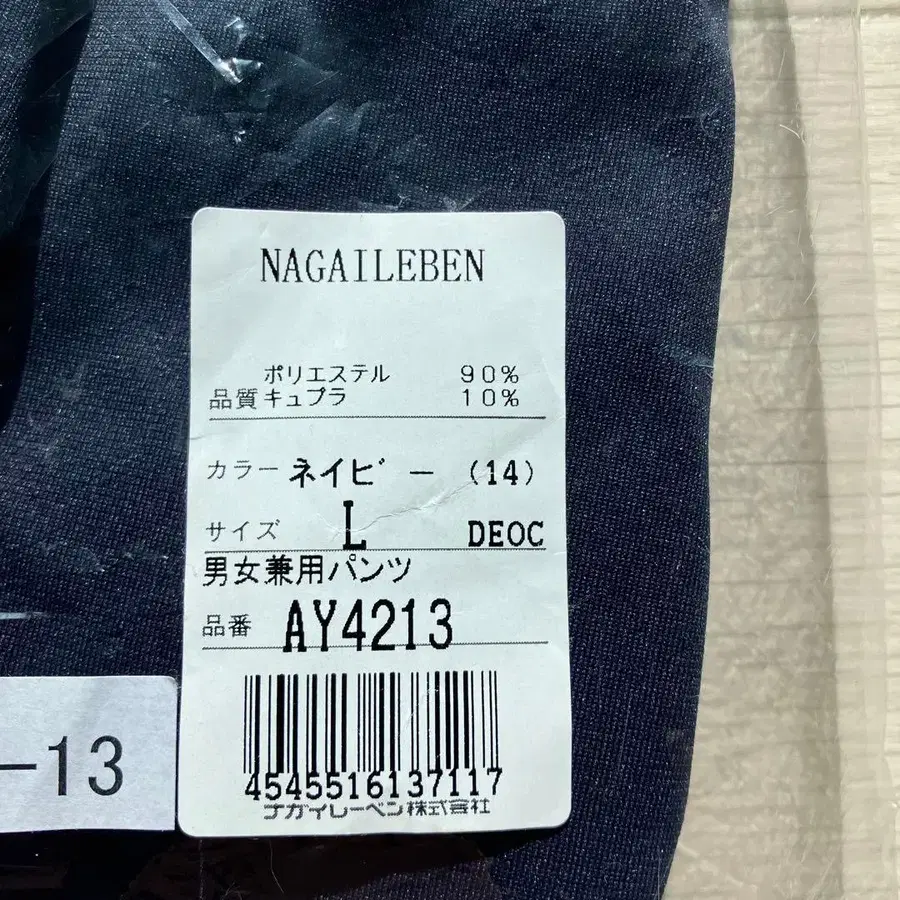 NAGAILEBEN
ポリエステル 90%
品質 キュプラ 10%
カラー ネイビー (14)
サイズ L DEOC
男女兼用パンツ
品番 AY4213
4545516137117
ナガイレーベン株式会社
-13